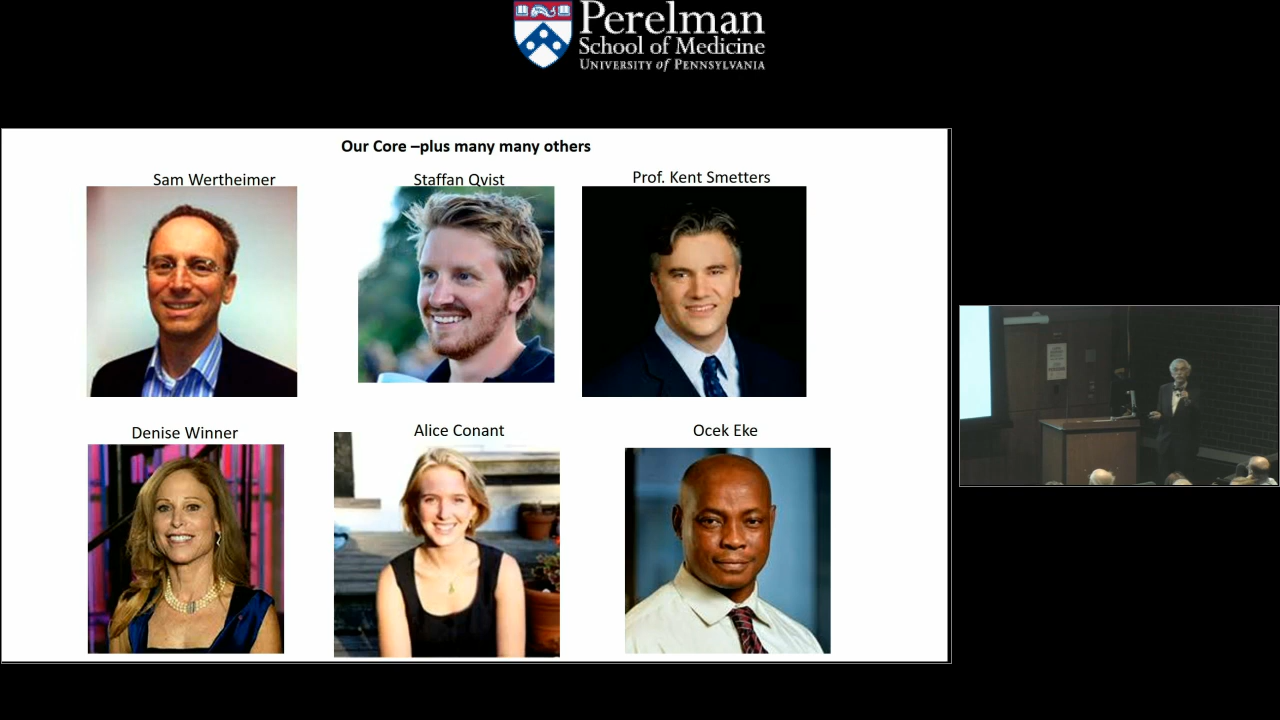 Perelman
School of Medicine
UNIVERSITY of PENNSYLVANIA
Our Core –plus many many others
Sam Wertheimer
Staffan Qvist
Prof. Kent Smetters
Denise Winner
Alice Conant
Ocek Eke